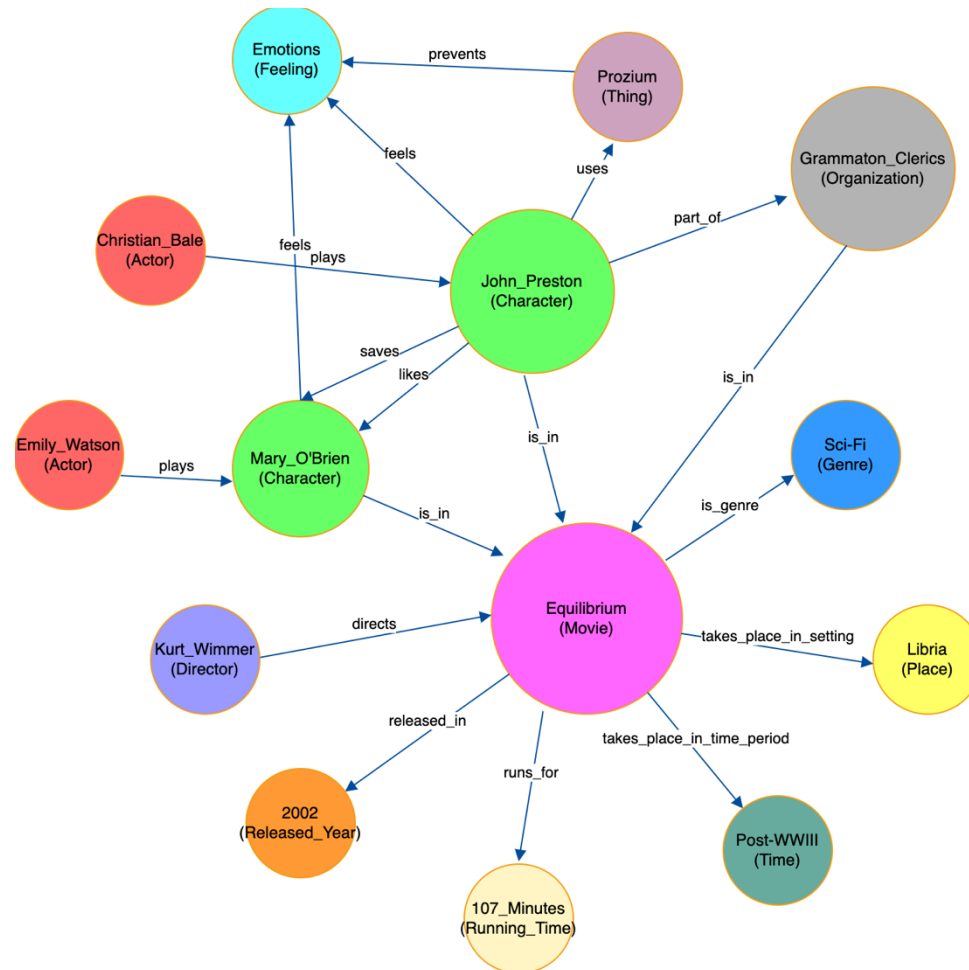 Emotions
(Feeling)
prevents
Prozium
(Thing)
Grammaton_Clerics
(Organization)
feels
uses
part_of
Christian_Bale
(Actor)
feels
plays
John_Preston
(Character)
saves
likes
is_in
is_in
Emily_Watson
(Actor)
plays
Mary_O'Brien
(Character)
Sci-Fi
(Genre)
is_in
is_genre
Equilibrium
(Movie)
directs
Kurt_Wimmer
(Director)
takes_place_in_setting
Libria
(Place)
released_in
takes_place_in_time_period
runs_for
2002
(Released_Year)
Post-WWIII
(Time)
107_Minutes
(Running_Time)